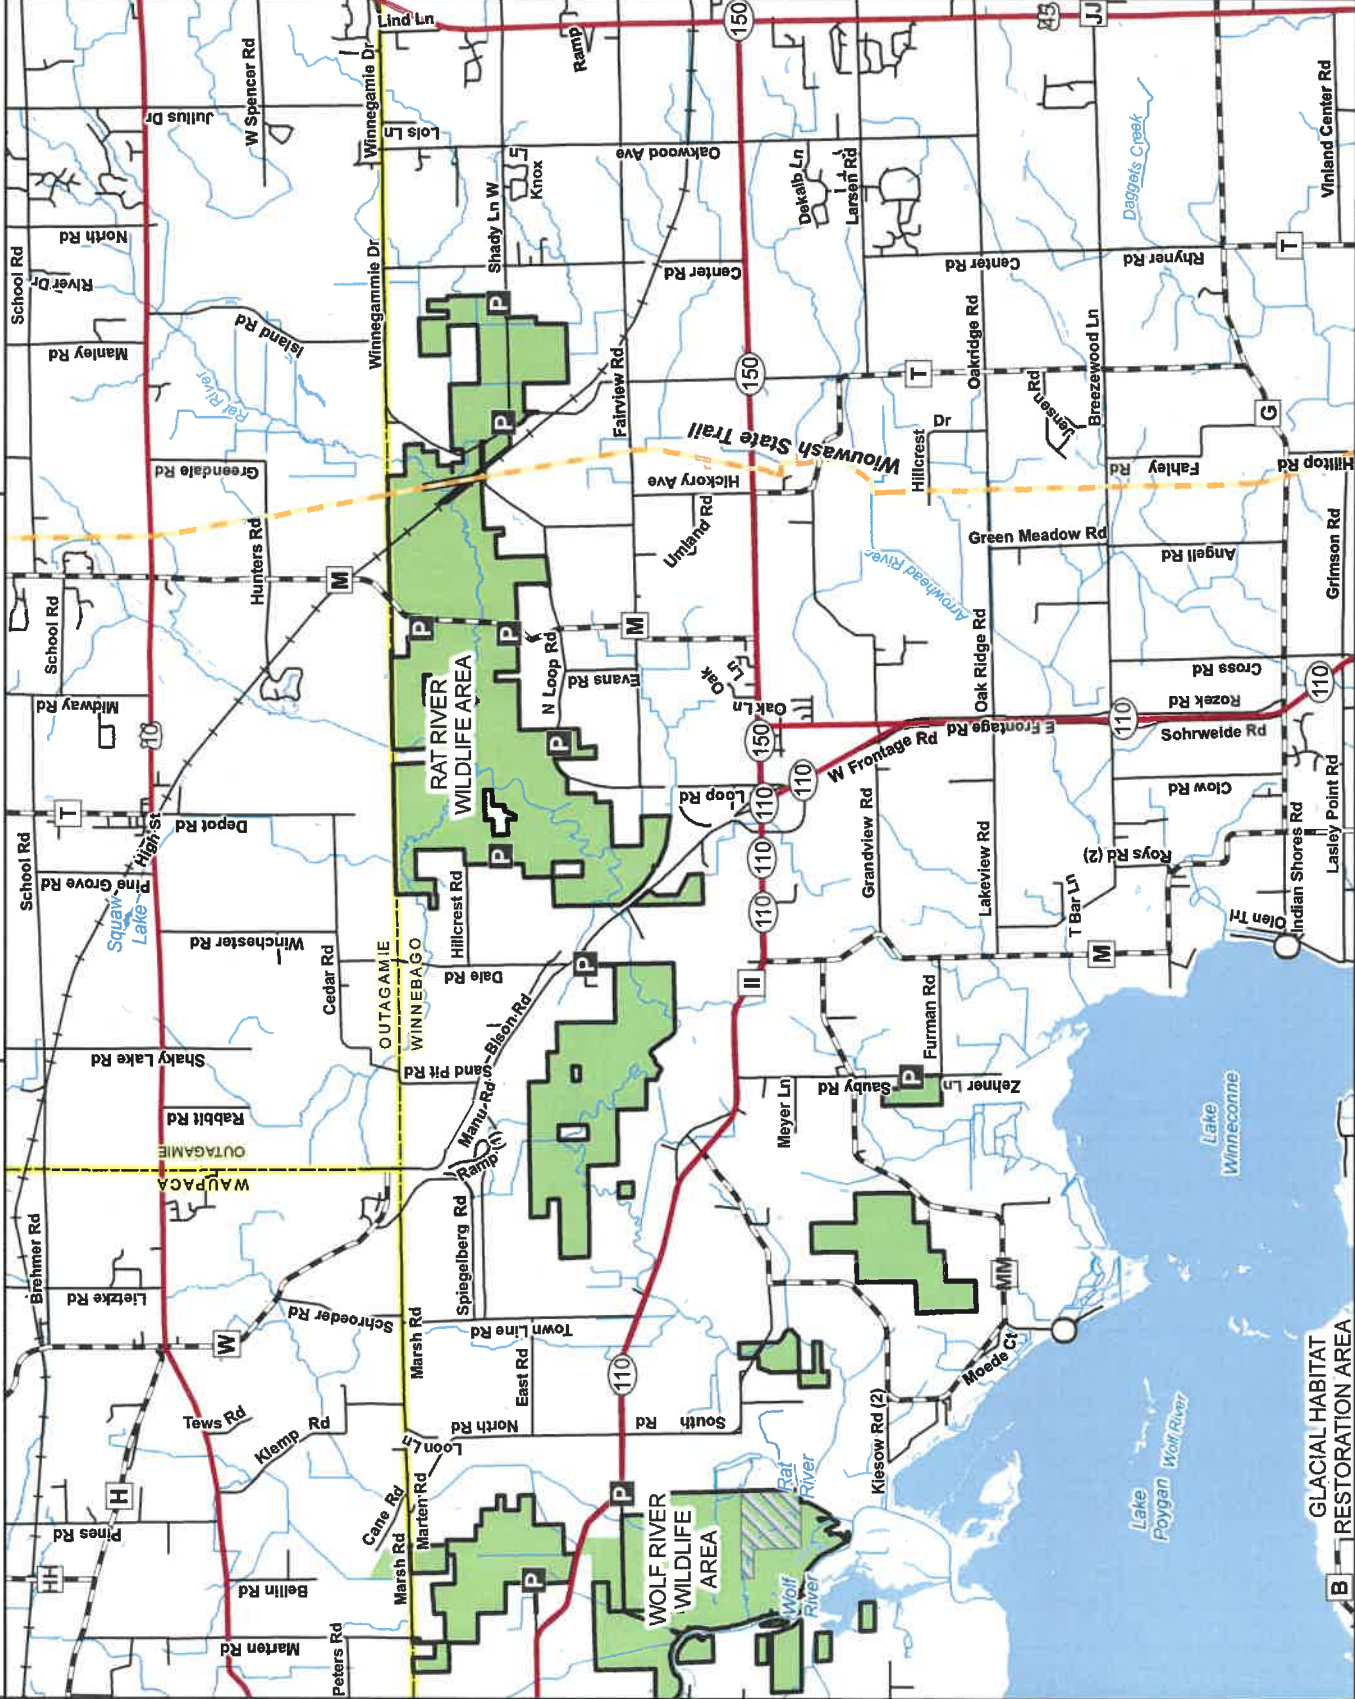 Lind Ln
150
45
JJ
Ramp
W Spencer Rd
Julius Dr
Winnegamie Dr
Lois Ln
Oakwood Ave
Shady Ln W
Knox
Ln
Dekalb Ln
Larsen Rd
Daggets Creek
Vinland Center Rd
School Rd
North Rd
River Dr
Manley Rd
Island Rd
Rat River
Winnegammie Dr
Center Rd
Center Rd
Rhyner Rd
T
P
Fairview Rd
150
T
Oakridge Rd
Jensen Rd
Breezewood Ln
G
P
Wiouwash State Trail
Hickory Ave
Hillcrest
Dr
Fahley
Rd
Hilltop Rd
Greendale Rd
Hunters Rd
Umland Rd
Green Meadow Rd
Angell Rd
Grimson Rd
Arrowhead River
School Rd
M
P
P
M
N Loop Rd
Evans Rd
Oak
Ln
Oak Ln
Oak Ridge Rd
Cross Rd
Rozek Rd
110
Midway Rd
10
RAT RIVER
WILDLIFE AREA
P
150
110
W Frontage Rd
E Frontage Rd
110
Sohrweide Rd
T
High St
Depot Rd
Loop Rd
110
Clow Rd
Lasley Point Rd
School Rd
Pine Grove Rd
Squaw
Lake
P
110
Grandview Rd
Lakeview Rd
Roys Rd (2)
Indian Shores Rd
110
T Bar Ln
Olen Trl
Winchester Rd
Hillcrest Rd
Cedar Rd
OUTAGAMIE
WINNEBAGO
Dale Rd
P
II
M
Shaky Lake Rd
Sand Pit Rd
Bison Rd
Furman Rd
Rabbit Rd
Manu Rd
Meyer Ln
Sauby Rd
P
Zehner Ln
Lake
Winneconne
OUTAGAMIE
WAUPACA
Ramp
Brehmer Rd
Lietzke Rd
Spiegelberg Rd
Schroeder Rd
W
Marsh Rd
Town Line Rd
MM
East Rd
110
Moede Ct
GLACIAL HABITAT
RESTORATION AREA
Tews Rd
Klemp
Rd
Loon Ln
North Rd
South
Rd
Kiesow Rd (2)
Lake
Poygan
Wolf River
H
Pines Rd
Cane Rd
Marten Rd
P
WOLF RIVER
WILDLIFE
AREA
Rat
River
HH
Bellin Rd
Marsh Rd
P
Wolf
River
B
Marten Rd
Peters Rd